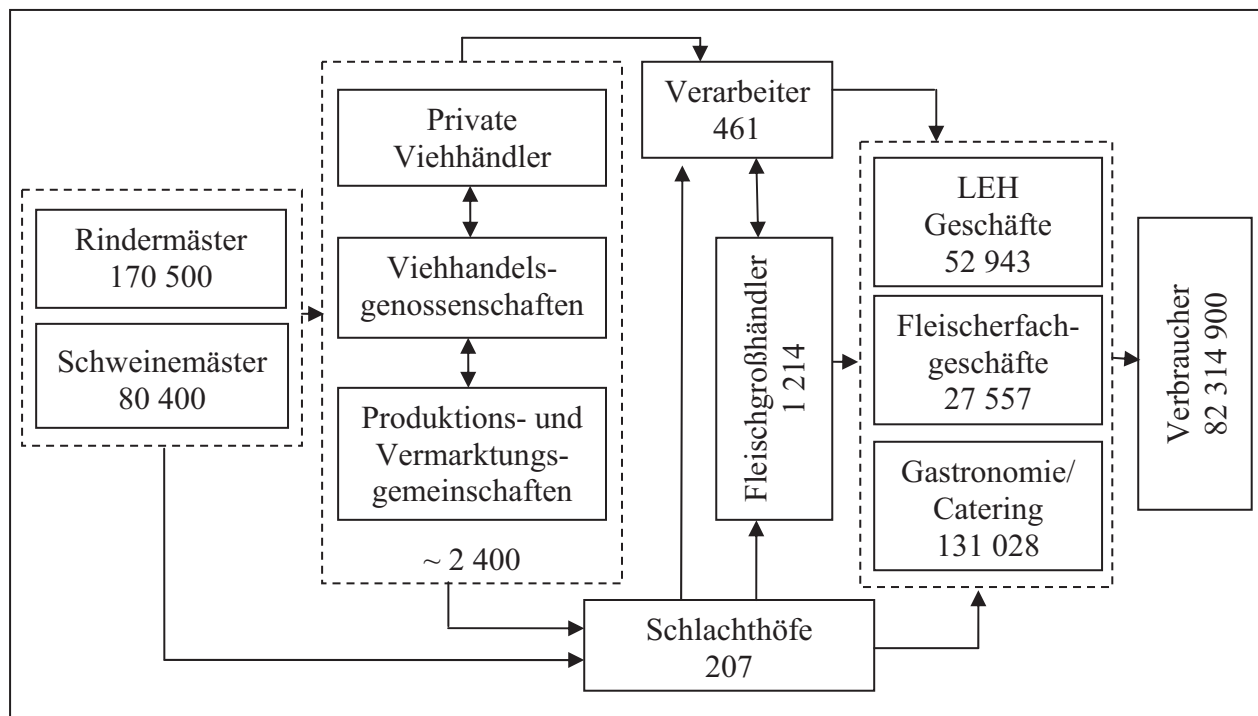 Rindermäster
170 500
Schweinemäster
80 400
Private
Viehhändler
Viehhandels-
genossenschaften
Produktions- und
Vermarktungs-
gemeinschaften
~ 2 400
Verarbeiter
461
Fleischgroßhändler
1 214
Schlachthöfe
207
LEH
Geschäfte
52 943
Fleischerfach-
geschäfte
27 557
Gastronomie/
Catering
131 028
Verbraucher
82 314 900